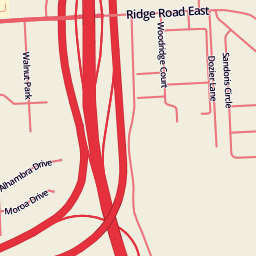 Ridge Road East
Walnut Park
Woodridge Court
Dozier Lane
Sandoris Circle
Alhambra Drive
Moroa Drive